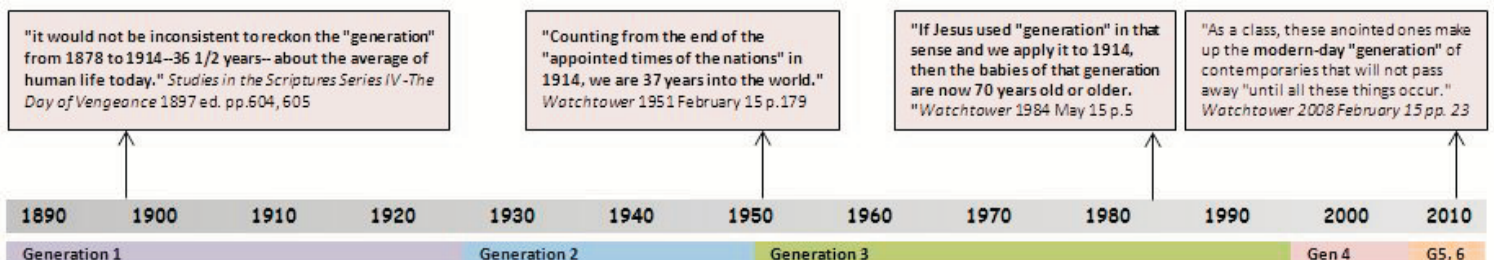 "it would not be inconsistent to reckon the "generation"
from 1878 to 1914--36 1/2 years-- about the average of
human life today." Studies in the Scriptures Series IV -The
Day of Vengeance 1897 ed. pp.604, 605
"Counting from the end of the
"appointed times of the nations" in
1914, we are 37 years into the world."
Watchtower 1951 February 15 p.179
"If Jesus used "generation" in that
sense and we apply it to 1914,
then the babies of that generation
are now 70 years old or older.
"Watchtower 1984 May 15 p.5
"As a class, these anointed ones make
up the modern-day "generation" of
contemporaries that will not pass
away "until all these things occur."
Watchtower 2008 February 15 pp. 23
1890 1900 1910 1920 1930 1940 1950 1960 1970 1980 1990 2000 2010
Generation 1 Generation 2 Generation 3 Gen 4 G5, 6